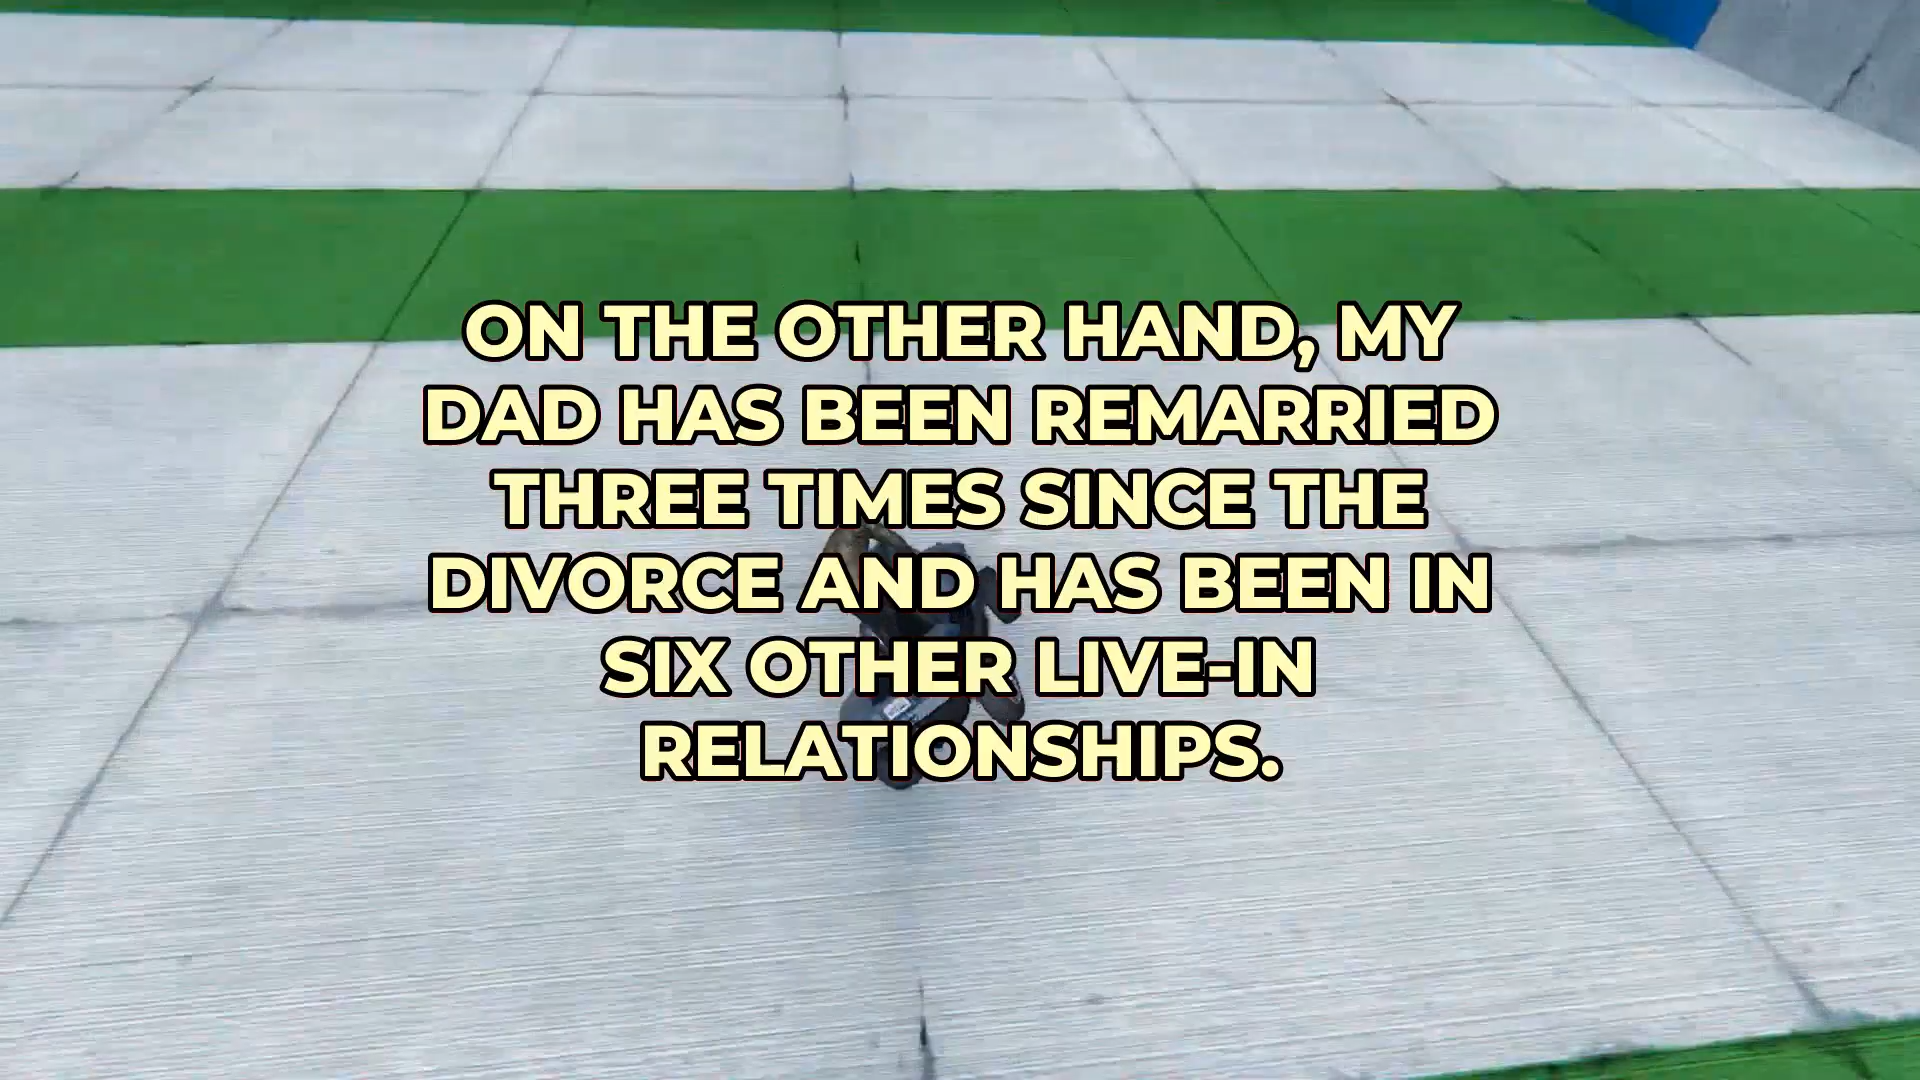 ON THE OTHER HAND, MY
DAD HAS BEEN REMARRIED
THREE TIMES SINCE THE
DIVORCE AND HAS BEEN IN
SIX OTHER LIVE-IN
RELATIONSHIPS.